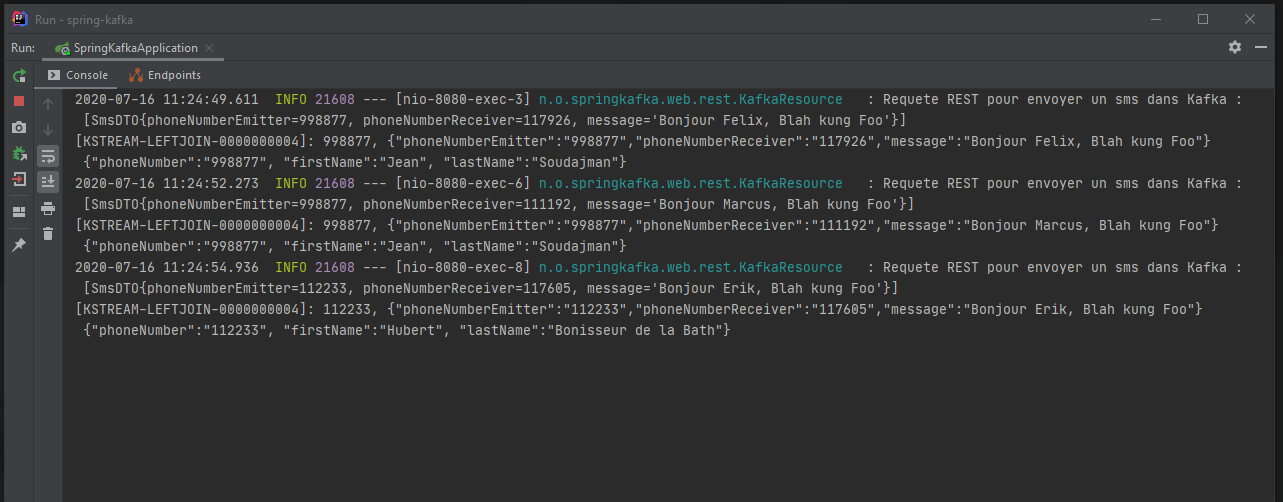 Run - spring-kafka
Run: SpringKafkaApplication
Console Endpoints
2020-07-16 11:24:49.611  INFO 21608 --- [nio-8080-exec-3] n.o.springkafka.web.rest.KafkaResource   : Requete REST pour envoyer un sms dans Kafka :
[SmsDTO{phoneNumberEmitter=998877, phoneNumberReceiver=117926, message='Bonjour Felix, Blah kung Foo'}]
[KSTREAM-LEFTJOIN-0000000004]: 998877, {"phoneNumberEmitter":"998877","phoneNumberReceiver":"117926","message":"Bonjour Felix, Blah kung Foo"}
{"phoneNumber":"998877", "firstName":"Jean", "lastName":"Soudajman"}
2020-07-16 11:24:52.273  INFO 21608 --- [nio-8080-exec-6] n.o.springkafka.web.rest.KafkaResource   : Requete REST pour envoyer un sms dans Kafka :
[SmsDTO{phoneNumberEmitter=998877, phoneNumberReceiver=111192, message='Bonjour Marcus, Blah kung Foo'}]
[KSTREAM-LEFTJOIN-0000000004]: 998877, {"phoneNumberEmitter":"998877","phoneNumberReceiver":"111192","message":"Bonjour Marcus, Blah kung Foo"}
{"phoneNumber":"998877", "firstName":"Jean", "lastName":"Soudajman"}
2020-07-16 11:24:54.936  INFO 21608 --- [nio-8080-exec-8] n.o.springkafka.web.rest.KafkaResource   : Requete REST pour envoyer un sms dans Kafka :
[SmsDTO{phoneNumberEmitter=112233, phoneNumberReceiver=117605, message='Bonjour Erik, Blah kung Foo'}]
[KSTREAM-LEFTJOIN-0000000004]: 112233, {"phoneNumberEmitter":"112233","phoneNumberReceiver":"117605","message":"Bonjour Erik, Blah kung Foo"}
{"phoneNumber":"112233", "firstName":"Hubert", "lastName":"Bonisseur de la Bath"}